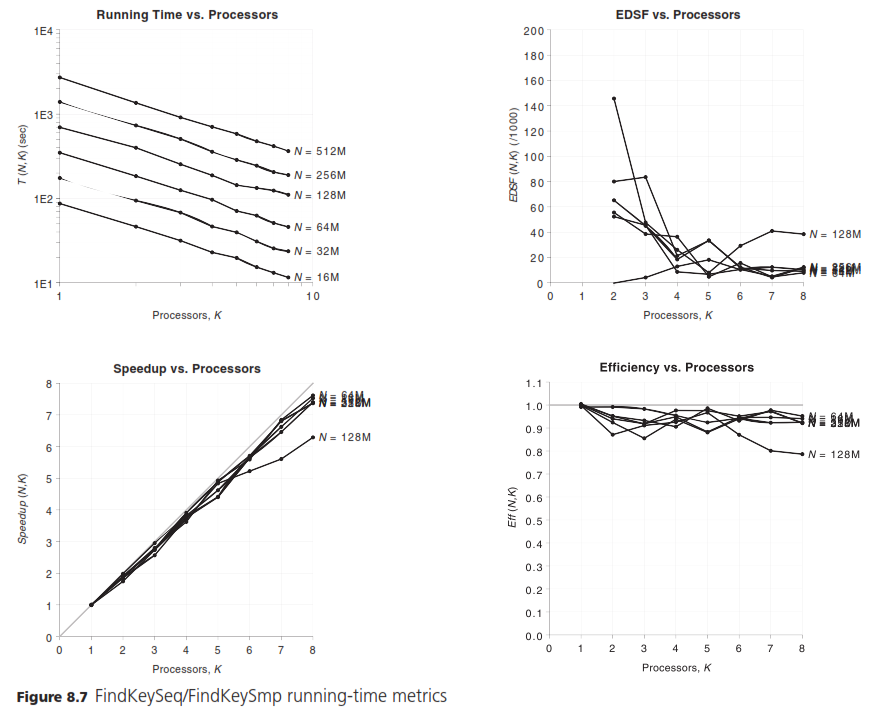 Running Time vs. Processors
1E4
1E3
1E2
1E1
T (N,K) (sec)
N = 512M
N = 256M
N = 128M
N = 64M
N = 32M
N = 16M
1 10
Processors, K
EDSF vs. Processors
200
180
160
140
120
100
80
60
40
20
0
EDSF (N,K) (/1000)
N = 128M
0 1 2 3 4 5 6 7 8
Processors, K
Speedup vs. Processors
8
7
6
5
4
3
2
1
0
Speedup (N,K)
N = 64M
N = 128M
0 1 2 3 4 5 6 7 8
Processors, K
Efficiency vs. Processors
1.1
1.0
0.9
0.8
0.7
0.6
0.5
0.4
0.3
0.2
0.1
0.0
Eff (N,K)
N = 64M
N = 128M
0 1 2 3 4 5 6 7 8
Processors, K
Figure 8.7 FindKeySeq/FindKeySmp running-time metrics